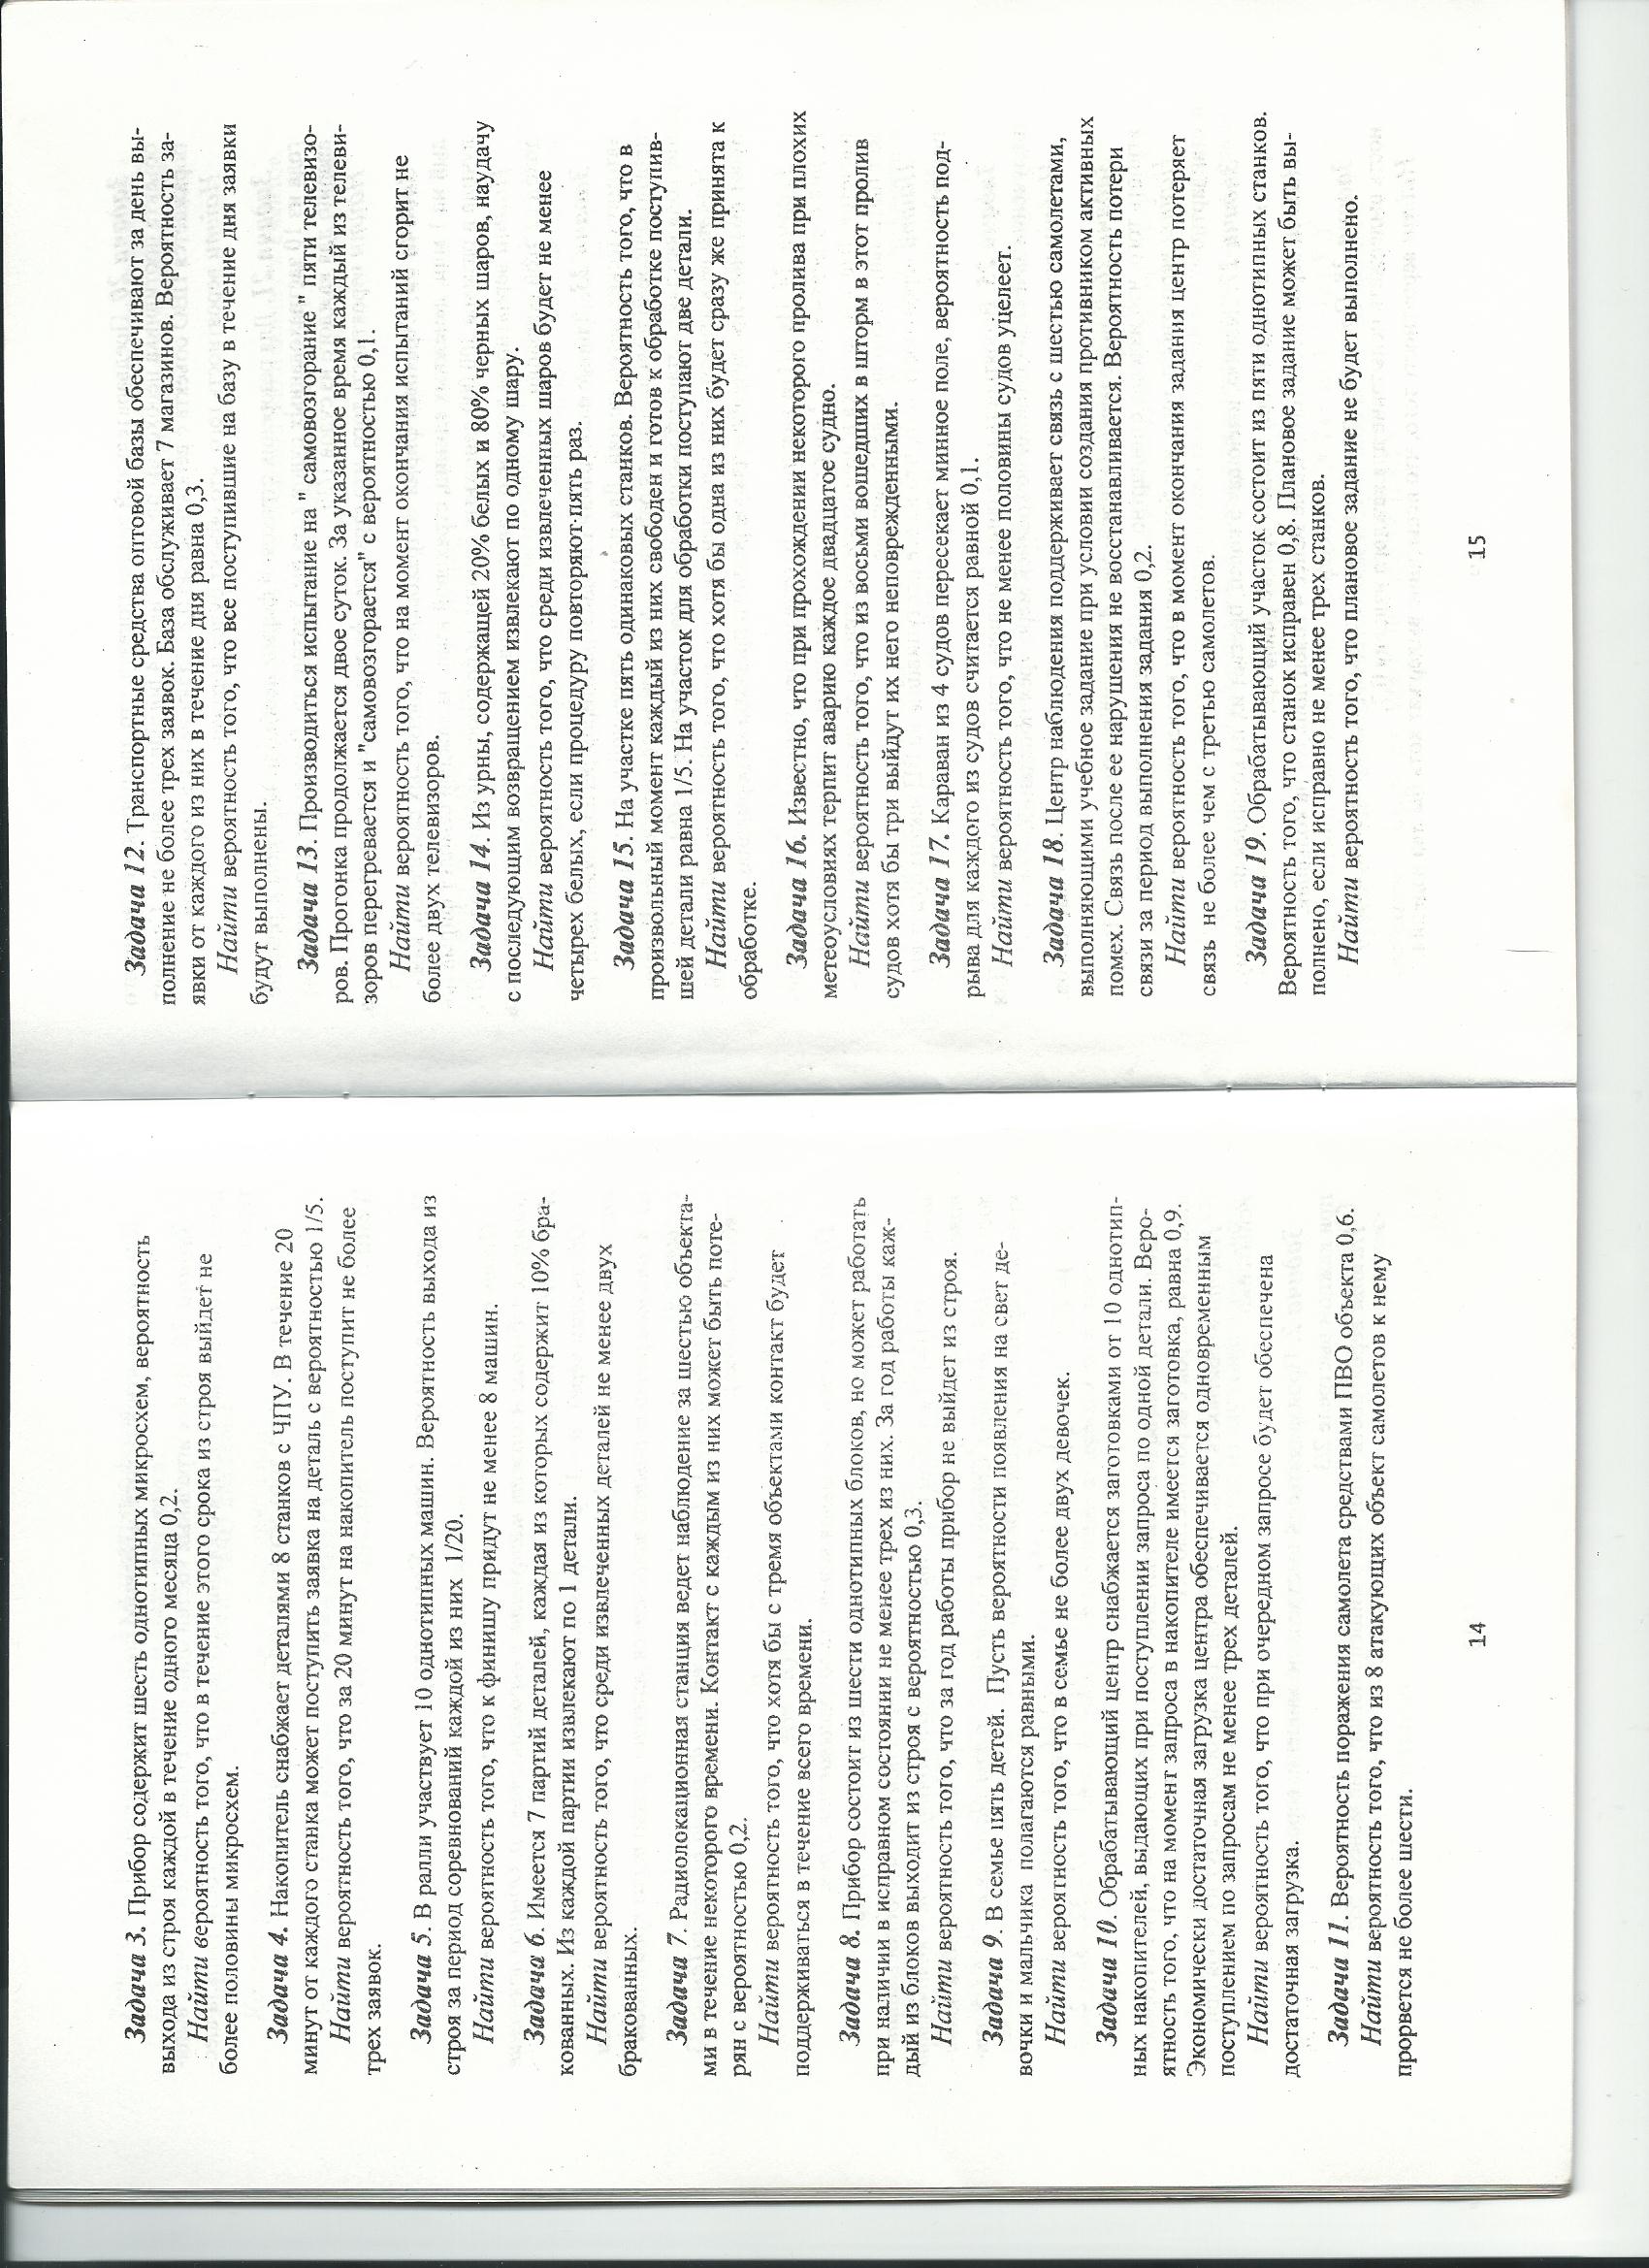 Задача 3. Прибор содержит шесть однотипных микросхем, вероятность
выхода из строя каждой в течение одного месяца 0,2.
Найти вероятность того, что в течение этого срока из строя выйдет не
более половины микросхем.
Задача 4. Накопитель снабжает деталями 8 станков с ЧПУ. В течение 20
минут от каждого станка может поступить заявка на деталь с вероятностью 1/5.
Найти вероятность того, что за 20 минут на накопитель поступит не более
трех заявок.
Задача 5. В ралли участвует 10 однотипных машин. Вероятность выхода из
строя за период соревнований каждой из них 1/20.
Найти вероятность того, что к финишу придут не менее 8 машин.
Задача 6. Имеется 7 партий деталей, каждая из которых содержит 10% бра-
кованных. Из каждой партии извлекают по 1 детали.
Найти вероятность того, что среди извлеченных деталей не менее двух
бракованных.
Задача 7. Радиолокационная станция ведет наблюдение за шестью объекта-
ми в течение некоторого времени. Контакт с каждым из них может быть поте-
рян с вероятностью 0,2.
Найти вероятность того, что хотя бы с тремя объектами контакт будет
поддерживаться в течение всего времени.
Задача 8. Прибор состоит из шести однотипных блоков, но может работать
при наличии в исправном состоянии не менее трех из них. За год работы каж-
дый из блоков выходит из строя с вероятностью 0,3.
Найти вероятность того, что за год работы прибор не выйдет из строя.
Задача 9. В семье пять детей. Пусть вероятности появления на свет де-
вочки и мальчика полагаются равными.
Найти вероятность того, что в семье не более двух девочек.
Задача 10. Обрабатывающий центр снабжается заготовками от 10 однотип-
ных накопителей, выдающих при поступлении запроса по одной детали. Веро-
ятность того, что на момент запроса в накопителе имеется заготовка, равна 0,9.
Экономически достаточная загрузка центра обеспечивается одновременным
поступлением по запросам не менее трех деталей.
Найти вероятность того, что при очередном запросе будет обеспечена
достаточная загрузка.
Задача 11. Вероятность поражения самолета средствами ПВО объекта 0,6.
Найти вероятность того, что из 8 атакующих объект самолетов к нему
прорвется не более шести.
14
Задача 12. Транспортные средства оптовой базы обеспечивают за день вы-
полнение не более трех заявок. База обслуживает 7 магазинов. Вероятность за-
явки от каждого из них в течение дня равна 0,3.
Найти вероятность того, что все поступившие на базу в течение дня заявки
будут выполнены.
Задача 13. Производиться испытание на " самовозгорание " пяти телевизо-
ров. Прогонка продолжается двое суток. За указанное время каждый из телеви-
зоров перегревается и "самовозгорается" с вероятностью 0,1.
Найти вероятность того, что на момент окончания испытаний сгорит не
более двух телевизоров.
Задача 14. Из урны, содержащей 20% белых и 80% черных шаров, наудачу
с последующим возвращением извлекают по одному шару.
Найти вероятность того, что среди извлеченных шаров будет не менее
четырех белых, если процедуру повторяют пять раз.
Задача 15. На участке пять одинаковых станков. Вероятность того, что в
произвольный момент каждый из них свободен и готов к обработке поступив-
шей детали равна 1/5. На участок для обработки поступают две детали.
Найти вероятность того, что хотя бы одна из них будет сразу же принята к
обработке.
Задача 16. Известно, что при прохождении некоторого пролива при плохих
метеоусловиях терпит аварию каждое двадцатое судно.
Найти вероятность того, что из восьми вошедших в шторм в этот пролив
судов хотя бы три выйдут их него неповрежденными.
Задача 17. Караван из 4 судов пересекает минное поле, вероятность под-
рыва для каждого из судов считается равной 0,1.
Найти вероятность того, что не менее половины судов уцелеет.
Задача 18. Центр наблюдения поддерживает связь с шестью самолетами,
выполняющими учебное задание при условии создания противником активных
помех. Связь после ее нарушения не восстанавливается. Вероятность потери
связи за период выполнения задания 0,2.
Найти вероятность того, что в момент окончания задания центр потеряет
связь не более чем с третью самолетов.
Задача 19. Обрабатывающий участок состоит из пяти однотипных станков.
Вероятность того, что станок исправен 0,8. Плановое задание может быть вы-
полнено, если исправно не менее трех станков.
Найти вероятность того, что плановое задание не будет выполнено.
15